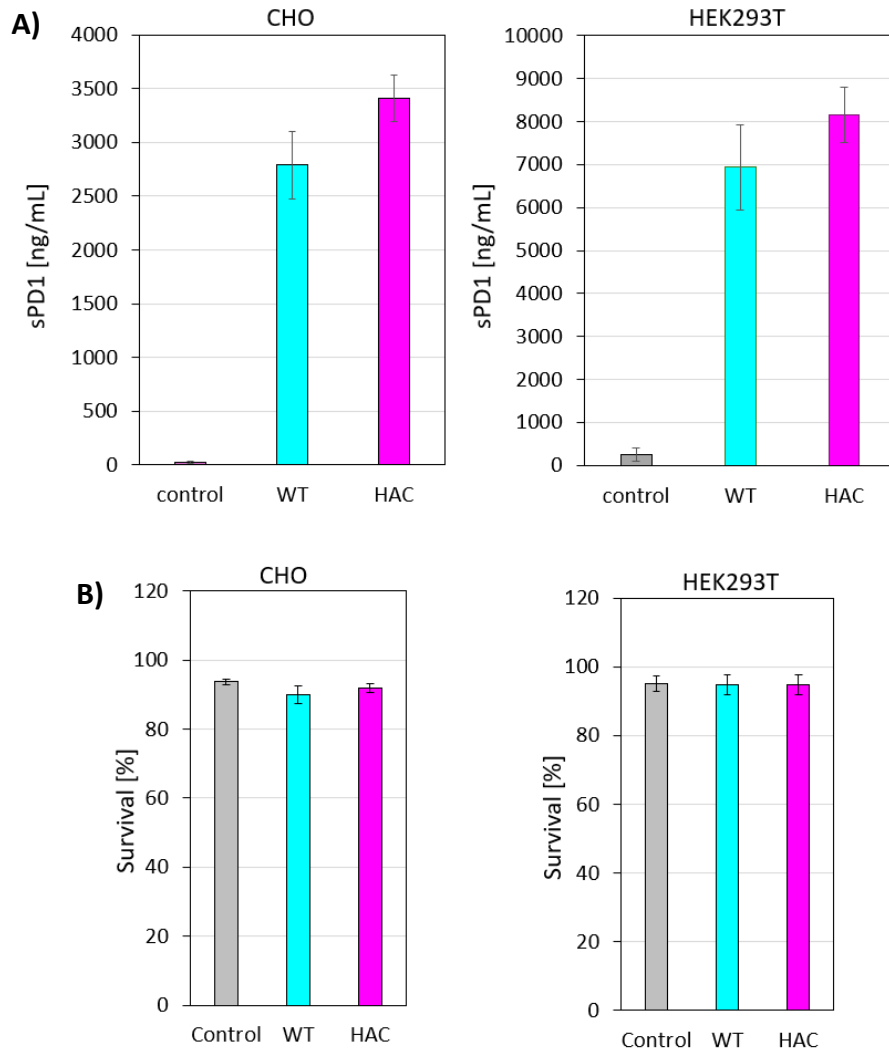 A)
CHO
sPD1 [ng/mL]
4000
3500
3000
2500
2000
1500
1000
500
0
control WT HAC
HEK293T
sPD1 [ng/mL]
10000
9000
8000
7000
6000
5000
4000
3000
2000
1000
0
control WT HAC
B)
CHO
Survival [%]
120
100
80
60
40
20
0
Control WT HAC
HEK293T
Survival [%]
120
100
80
60
40
20
0
Control WT HAC